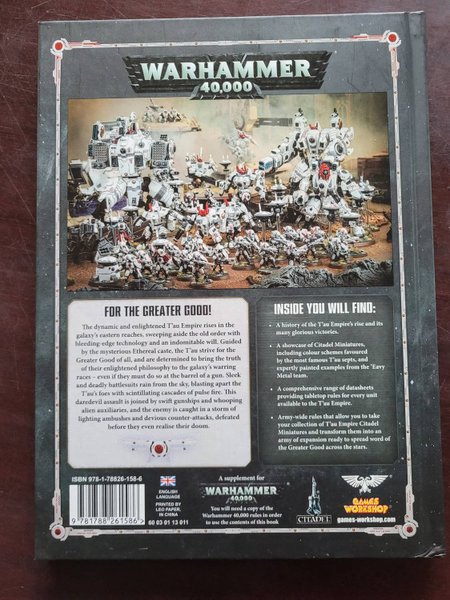 WARHAMMER
40,000
FOR THE GREATER GOOD!
The dynamic and enlightened T'au Empire rises in the
galaxy's eastern reaches, sweeping aside the old order with
bleeding-edge technology and an indomitable will. Guided
by the mysterious Ethereal caste, the T'au strive for the
Greater Good of all, and are determined to bring the truth
of their enlightened philosophy to the galaxy's warring
races – even if they must do so at the barrel of a gun. Sleek
and deadly battlesuits rain from the sky, blasting apart the
T'au's foes with scintillating cascades of pulse fire. This
daredevil assault is joined by swift gunships and whooping
alien auxiliaries, and the enemy is caught in a storm of
lighting ambushes and devious counter-attacks, defeated
before they even realise their doom.
INSIDE YOU WILL FIND:
• A history of the T'au Empire's rise and its
many glorious victories.
• A showcase of Citadel Miniatures,
including colour schemes favoured
by the most famous T'au septs, and
expertly painted examples from the 'Eavy
Metal team.
• A comprehensive range of datasheets
providing tabletop rules for every unit
available to the T'au Empire.
• Army-wide rules that allow you to take
your collection of T'au Empire Citadel
Miniatures and transform them into an
army of expansion ready to spread word of
the Greater Good across the stars.
ISBN 978-1-78826-158-6
9 781788 261586
ENGLISH
LANGUAGE
PRINTED BY
LEO PAPER,
IN CHINA
60 03 01 13 011
A supplement for
WARHAMMER
40,000
You will need a copy of the
Warhammer 40,000 rules in order
to use the contents of this book
CITADEL
GAMES
WORKSHOP
games-workshop.com